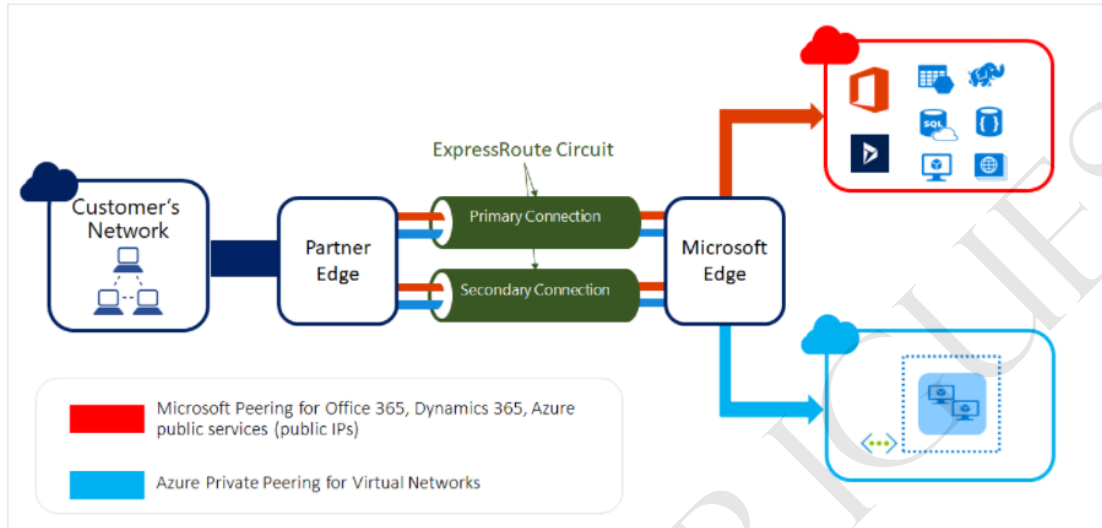 ExpressRoute Circuit
Customer's
Network
Partner
Edge
Primary Connection
Secondary Connection
Microsoft
Edge
SQL
Microsoft Peering for Office 365, Dynamics 365, Azure
public services (public IPs)
Azure Private Peering for Virtual Networks